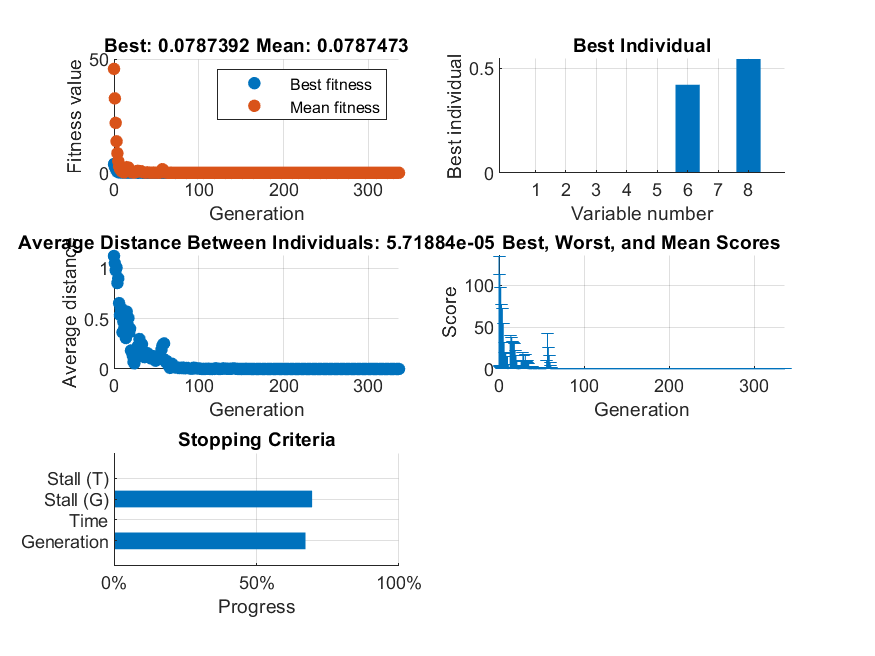 Best: 0.0787392 Mean: 0.0787473
50
0
Fitness value
Best fitness
Mean fitness
0 100 200 300
Generation
Best Individual
0.5
0
Best individual
1 2 3 4 5 6 7 8
Variable number
Average Distance Between Individuals: 5.71884e-05
1
0.5
0
Average distance
0 100 200 300
Generation
Best, Worst, and Mean Scores
100
50
0
Score
0 100 200 300
Generation
Stopping Criteria
Stall (T)
Stall (G)
Time
Generation
0% 50% 100%
Progress